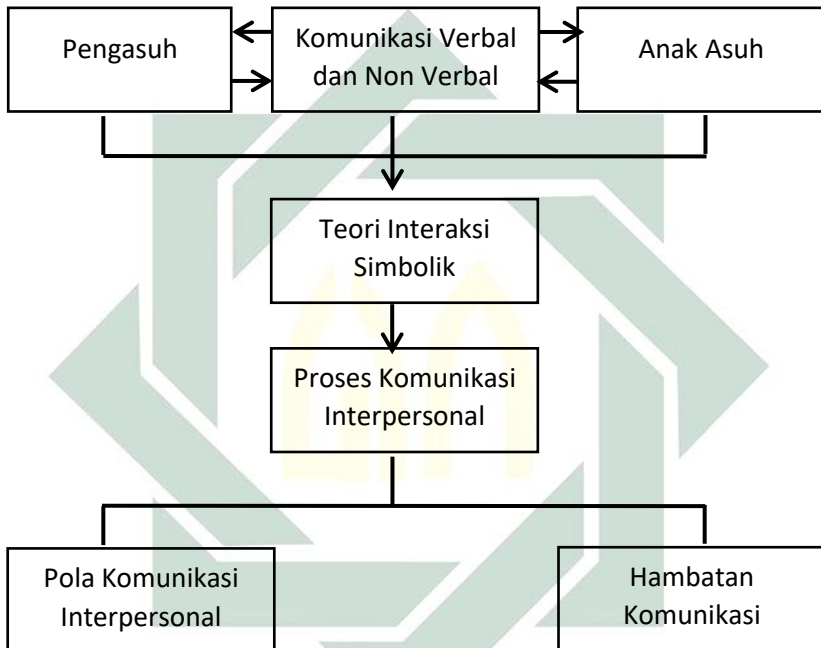 Pengasuh
Komunikasi Verbal
dan Non Verbal
Anak Asuh
Teori Interaksi
Simbolik
Proses Komunikasi
Interpersonal
Pola Komunikasi
Interpersonal
Hambatan
Komunikasi